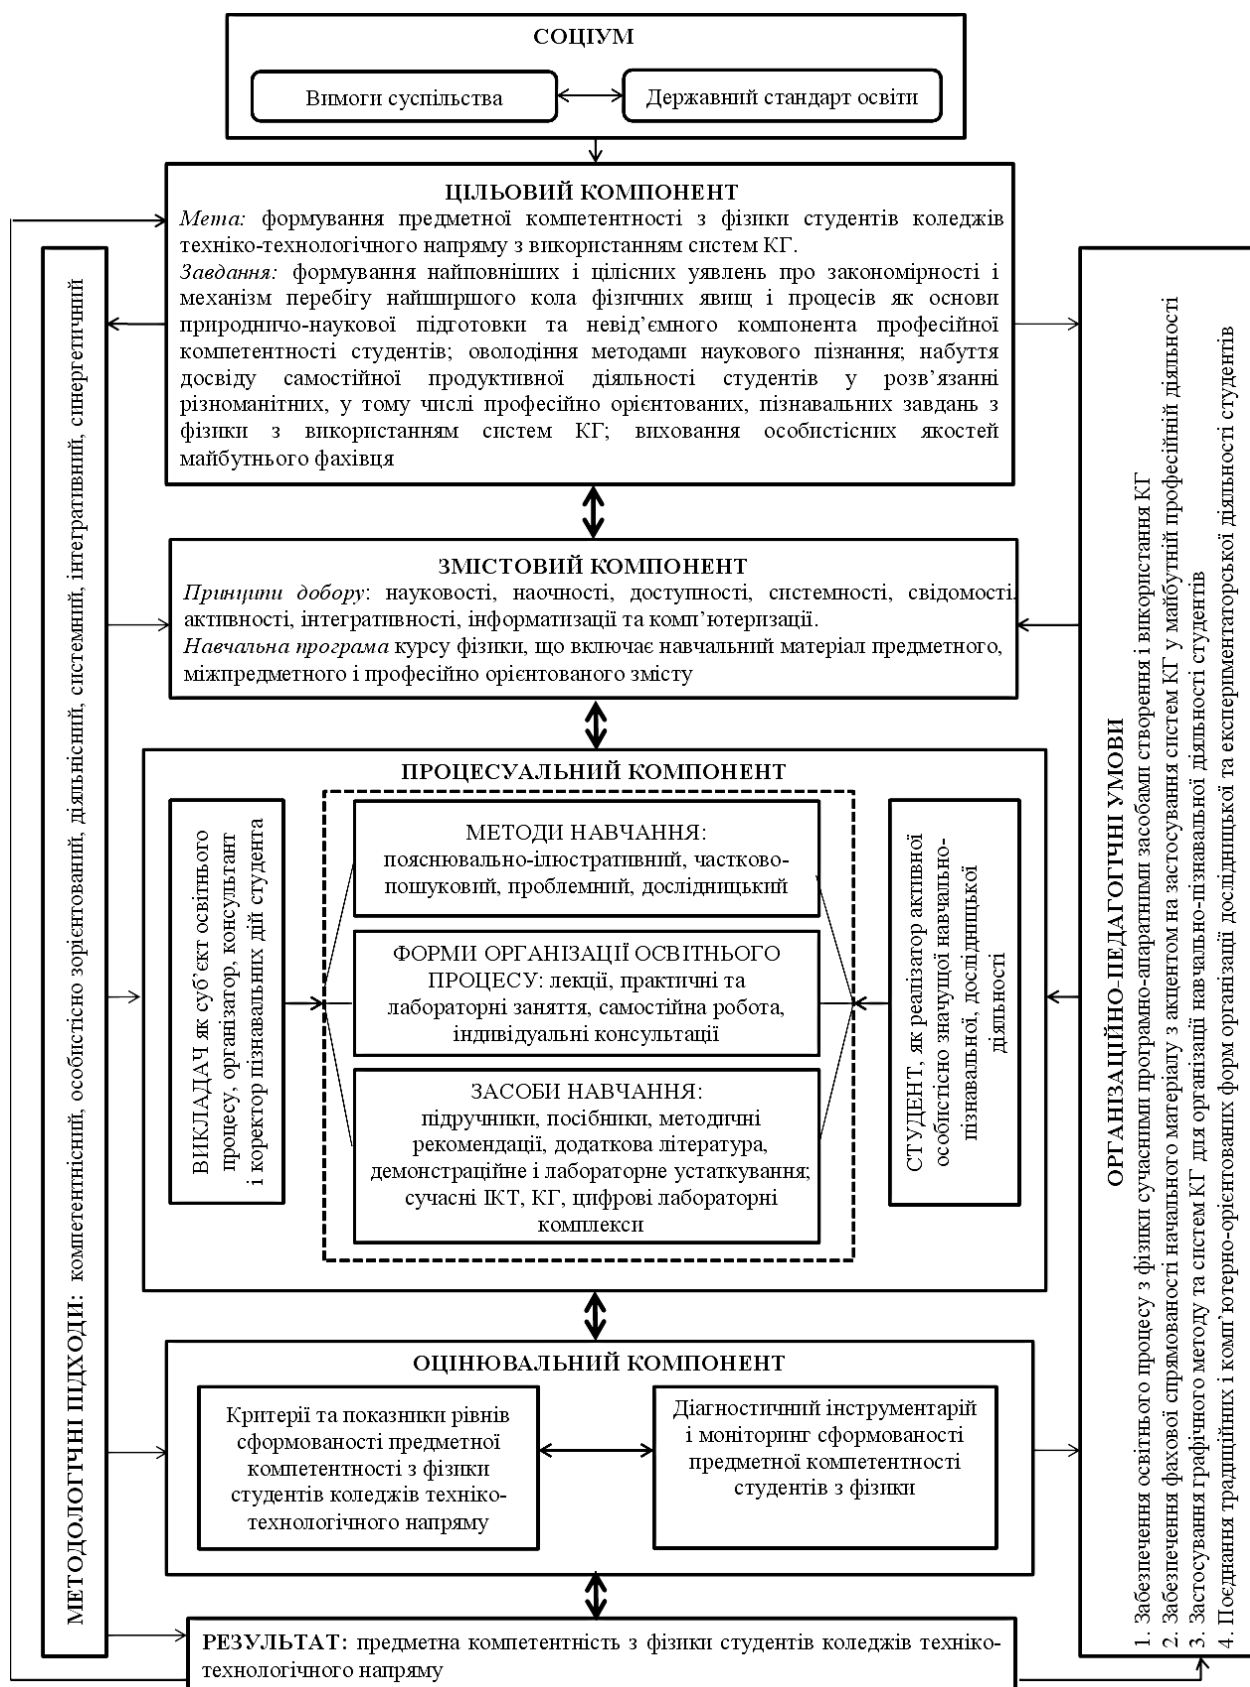 СОЦІУМ
Вимоги суспільства
Державний стандарт освіти
ЦІЛЬОВИЙ КОМПОНЕНТ
Мета: формування предметної компетентності з фізики студентів коледжів
техніко-технологічного напряму з використанням систем КГ.
Завдання: формування найповніших і цілісних уявлень про закономірності і
механізм перебігу найширшого кола фізичних явищ і процесів як основи
природничо-наукової підготовки та невід’ємного компонента професійної
компетентності студентів; оволодіння методами наукового пізнання; набуття
досвіду самостійної продуктивної діяльності студентів у розв’язанні
різноманітних, у тому числі професійно орієнтованих, пізнавальних завдань з
фізики з використанням систем КГ; виховання особистісних якостей
майбутнього фахівця
МЕТОДОЛОГІЧНІ ПІДХОДИ: компетентнісний, особистісно зорієнтований, діяльнісний, системний, інтегративний, синергетичний
ЗМІСТОВИЙ КОМПОНЕНТ
Принципи добору: науковості, наочності, доступності, системності, свідомості,
активності, інтегративності, інформатизації та комп’ютеризації.
Навчальна програма курсу фізики, що включає навчальний матеріал предметного,
міжпредметного і професійно орієнтованого змісту
ПРОЦЕСУАЛЬНИЙ КОМПОНЕНТ
ВИКЛАДАЧ як суб’єкт освітнього
процесу, організатор, консультант
і коректор пізнавальних дій студента
МЕТОДИ НАВЧАННЯ:
пояснювально-ілюстративний, частково-
пошуковий, проблемний, дослідницький
ФОРМИ ОРГАНІЗАЦІЇ ОСВІТНЬОГО
ПРОЦЕСУ: лекції, практичні та
лабораторні заняття, самостійна робота,
індивідуальні консультації
ЗАСОБИ НАВЧАННЯ:
підручники, посібники, методичні
рекомендації, додаткова література,
демонстраційне і лабораторне устаткування;
сучасні ІКТ, КГ, цифрові лабораторні
комплекси
СТУДЕНТ, як реалізатор активної
особистісно значущої навчально-
пізнавальної, дослідницької
діяльності
ОРГАНІЗАЦІЙНО-ПЕДАГОГІЧНІ УМОВИ
1. Забезпечення освітнього процесу з фізики сучасними програмно-апаратними засобами створення і використання КГ
2. Забезпечення фахової спрямованості начального матеріалу з акцентом на застосування систем КГ у майбутній професійній діяльності
3. Застосування графічного методу та систем КГ для організації навчально-пізнавальної діяльності студентів
4. Поєднання традиційних і комп’ютерно-орієнтованих форм організації дослідницької та експериментаторської діяльності студентів
ОЦІНЮВАЛЬНИЙ КОМПОНЕНТ
Критерії та показники рівнів
сформованості предметної
компетентності з фізики
студентів коледжів техніко-
технологічного напряму
Діагностичний інструментарій
і моніторинг сформованості
предметної компетентності
студентів з фізики
РЕЗУЛЬТАТ: предметна компетентність з фізики студентів коледжів техніко-
технологічного напряму